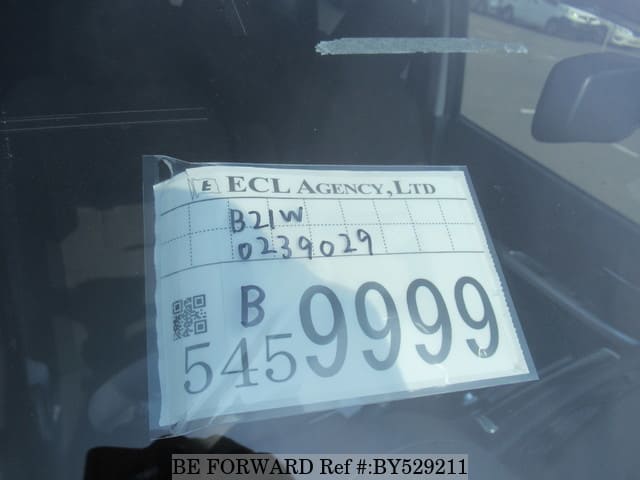 E ECL AGENCY, LTD
B21W
0239029
B
5459999
BE FORWARD Ref #:BY529211